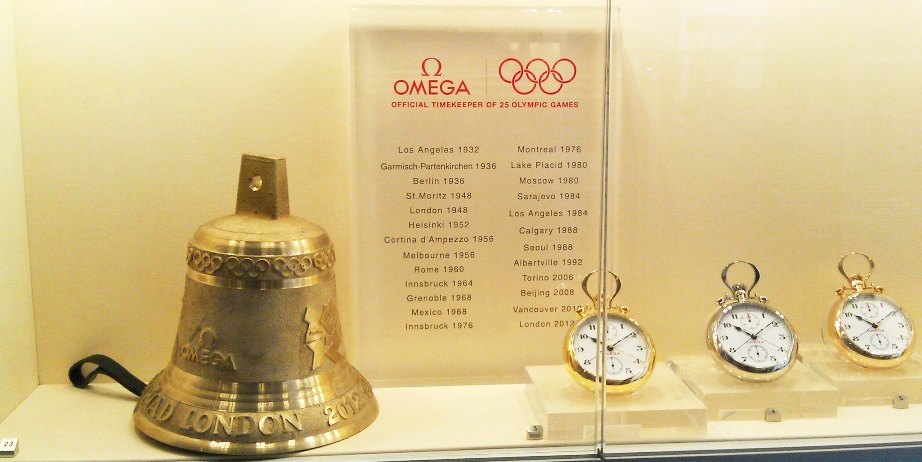 Ω
OMEGA
OFFICIAL TIMEKEEPER OF 25 OLYMPIC GAMES
Los Angeles 1932
Garmisch-Partenkirchen 1936
Berlin 1936
St.Moritz 1948
London 1948
Helsinki 1952
Cortina d'Ampezzo 1956
Melbourne 1956
Rome 1960
Innsbruck 1964
Grenoble 1968
Mexico 1968
Innsbruck 1976
Montreal 1976
Lake Placid 1980
Moscow 1980
Sarajevo 1984
Los Angeles 1984
Calgary 1988
Seoul 1988
Albertville 1992
Torino 2006
Beijing 2008
Vancouver 2010
London 2012
Ω
OMEGA
LONDON 2012
23